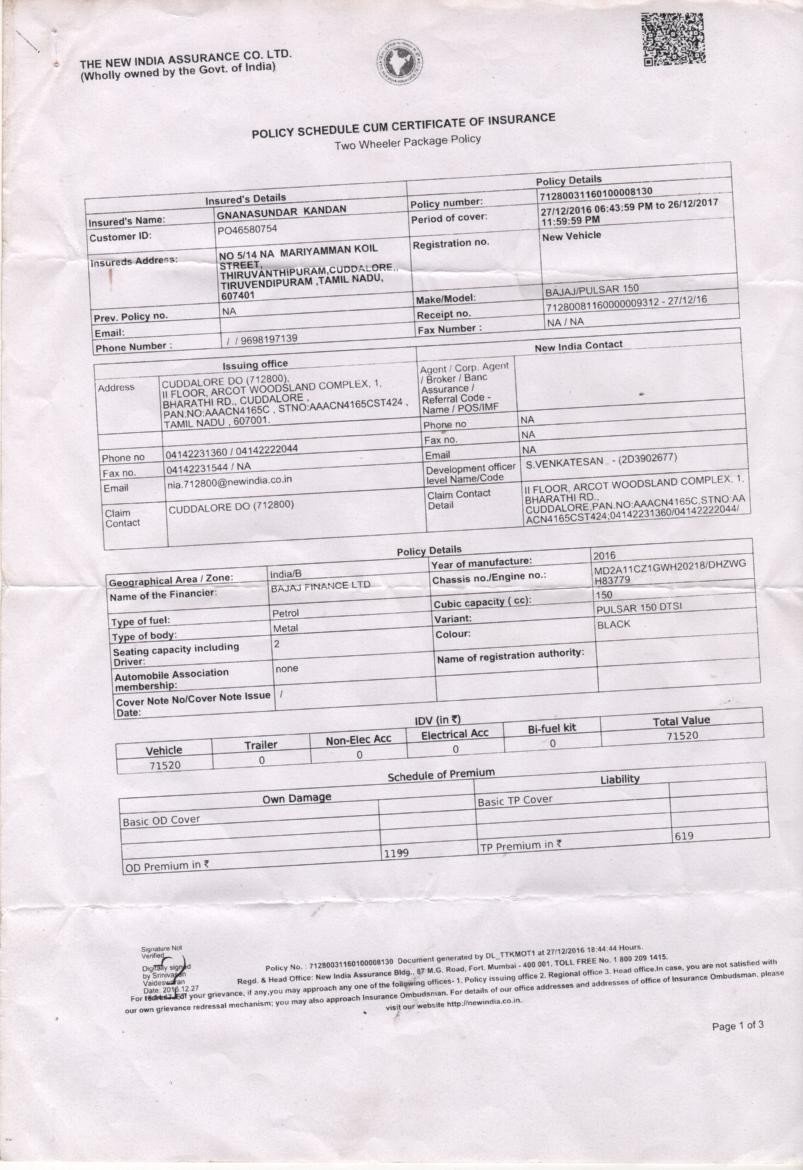 THE NEW INDIA ASSURANCE CO. LTD.
(Wholly owned by the Govt. of India)
POLICY SCHEDULE CUM CERTIFICATE OF INSURANCE
Two Wheeler Package Policy
Insured's Details
Policy Details
Insured's Name: GNANASUNDAR KANDAN
Policy number: 71280031160100008130
Customer ID: PO46580754
Period of cover: 27/12/2016 06:43:59 PM to 26/12/2017
11:59:59 PM
Insureds Address: NO 5/14 NA MARIYAMMAN KOIL
STREET,
THIRUVANTHIPURAM,CUDDALORE,,
TIRUVENDIPURAM ,TAMIL NADU,
607401
Registration no. New Vehicle
Make/Model: BAJAJ/PULSAR 150
Prev. Policy no. NA
Receipt no. 71280081160000009312 - 27/12/16
Email:
Fax Number : NA / NA
Phone Number : / / 9698197139
Issuing office
New India Contact
Address CUDDALORE DO (712800),
II FLOOR, ARCOT WOODSLAND COMPLEX, 1,
BHARATHI RD., CUDDALORE ,
PAN.NO:AAACN4165C , STNO:AAACN4165CST424 ,
TAMIL NADU , 607001.
Agent / Corp. Agent
/ Broker / Banc
Assurance /
Referral Code -
Name / POS/IMF
Phone no NA
Phone no 04142231360 / 04142222044
Fax no. NA
Fax no. 04142231544 / NA
Email NA
Email nia.712800@newindia.co.in
Development officer
level Name/Code
S.VENKATESAN - (2D3902677)
Claim
Contact
CUDDALORE DO (712800)
Claim Contact
Detail
II FLOOR, ARCOT WOODSLAND COMPLEX. 1.
BHARATHI RD.,
CUDDALORE,PAN.NO:AAACN4165C,STNO:AA
ACN4165CST424;04142231360/04142222044/
Policy Details
Geographical Area / Zone: India/B
Year of manufacture: 2016
Name of the Financier: BAJAJ FINANCE LTD
Chassis no./Engine no.: MD2A11CZ1GWH20218/DHZWG
H83779
Type of fuel: Petrol
Cubic capacity ( cc): 150
Type of body: Metal
Variant: PULSAR 150 DTSI
Seating capacity including
Driver:
2
Colour: BLACK
Automobile Association
membership:
none
Name of registration authority:
Cover Note No/Cover Note Issue
Date:
/
IDV (in ₹)
Vehicle Trailer Non-Elec Acc Electrical Acc Bi-fuel kit Total Value
71520 0 0 0 0 71520
Schedule of Premium
Own Damage Liability
Basic OD Cover Basic TP Cover
OD Premium in ₹ 1199 TP Premium in ₹ 619
Signature Not
Verified
Digitally signed
by Srinivasan
Date: 2016.12.27
Policy No. : 71280031160100008130 Document generated by DL_TTKMOT1 at 27/12/2016 18:44:44 Hours.
Regd. & Head Office: New India Assurance Bldg., 87 M.G. Road, Fort, Mumbai - 400 001. TOLL FREE No. 1 800 209 1415.
For of your grievance, if any,you may approach any one of the following offices- 1. Policy issuing office 2. Regional office 3. Head office.In case, you are not satisfied with
our own grievance redressal mechanism; you may also approach Insurance Ombudsman. For details of our office addresses and addresses of office of Insurance Ombudsman, please
visit our website http://newindia.co.in.
Page 1 of 3